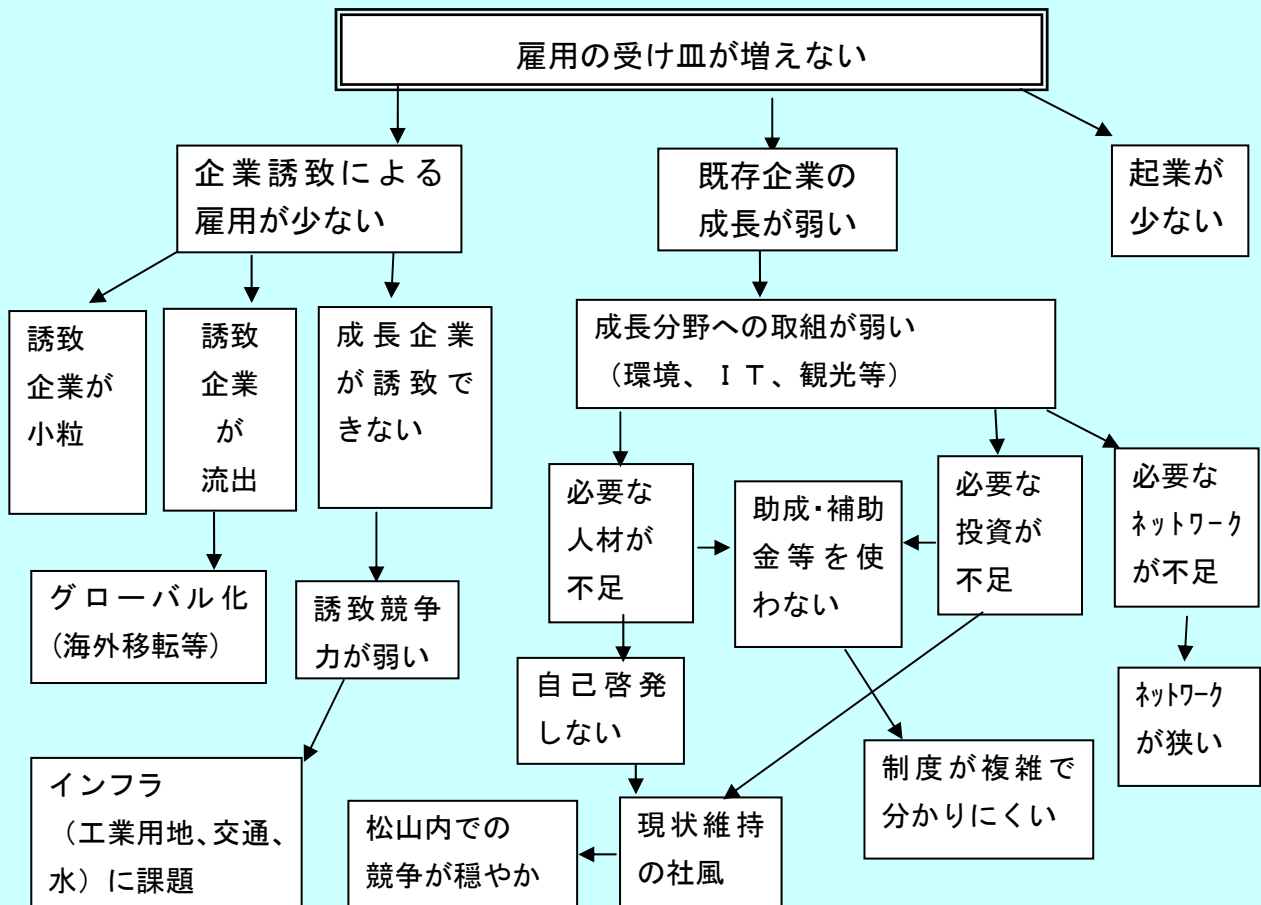 雇用の受け皿が増えない
企業誘致による
雇用が少ない
既存企業の
成長が弱い
起業が
少ない
誘致
企業が
小粒
誘致
企業
が
流出
成長企業
が誘致で
きない
成長分野への取組が弱い
（環境、ＩＴ、観光等）
必要な
人材が
不足
助成・補助
金等を使
わない
必要な
投資が
不足
必要な
ﾈｯﾄﾜｰｸ
が不足
グローバル化
（海外移転等）
誘致競争
力が弱い
自己啓発
しない
ﾈｯﾄﾜｰｸ
が狭い
インフラ
（工業用地、交通、
水）に課題
松山内での
競争が穏やか
現状維持
の社風
制度が複雑で
分かりにくい